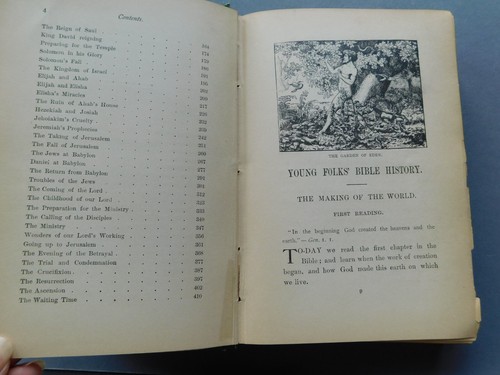 4
Contents.
The Reign of Saul
King David reigning 164
Preparing for the Temple 174
Solomon in his Glory
Solomon's Fall
The Kingdom of Israel
Elijah and Ahab
Elijah and Elisha
Elisha's Miracles
The Ruin of Ahab's House
Hezekiah and Josiah
Jehoiakim's Cruelty
Jeremiah's Prophecies
The Taking of Jerusalem
The Fall of Jerusalem
The Jews at Babylon
Daniel at Babylon
The Return from Babylon
Troubles of the Jews
The Coming of the Lord
The Childhood of our Lord
The Preparation for the Ministry
The Calling of the Disciples
The Ministry
Wonders of our Lord's Working
Going up to Jerusalem
The Evening of the Betrayal
The Trial and Condemnation 377
The Crucifixion 387
The Resurrection 397
The Ascension 403
The Waiting Time 410
THE GARDEN OF EDEN.
YOUNG FOLKS' BIBLE HISTORY.
THE MAKING OF THE WORLD.
FIRST READING.
"In the beginning God created the heavens and the
earth."—Gen. i. 1.
TO-DAY we read the first chapter in the
Bible; and learn when the work of creation
began, and how God made this earth on which
we live.